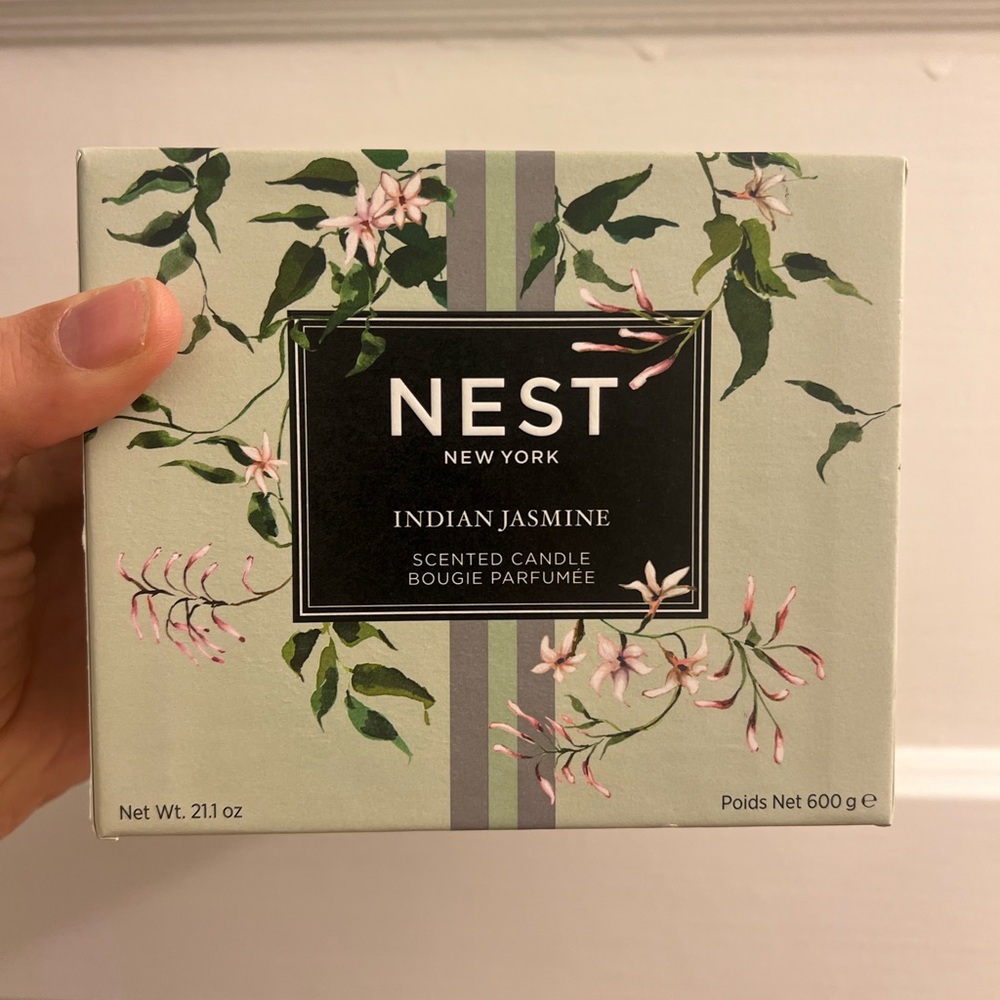 NEST
NEW YORK
INDIAN JASMINE
SCENTED CANDLE
BOUGIE PARFUMÉE
Net Wt. 21.1 oz
Poids Net 600 g ℮